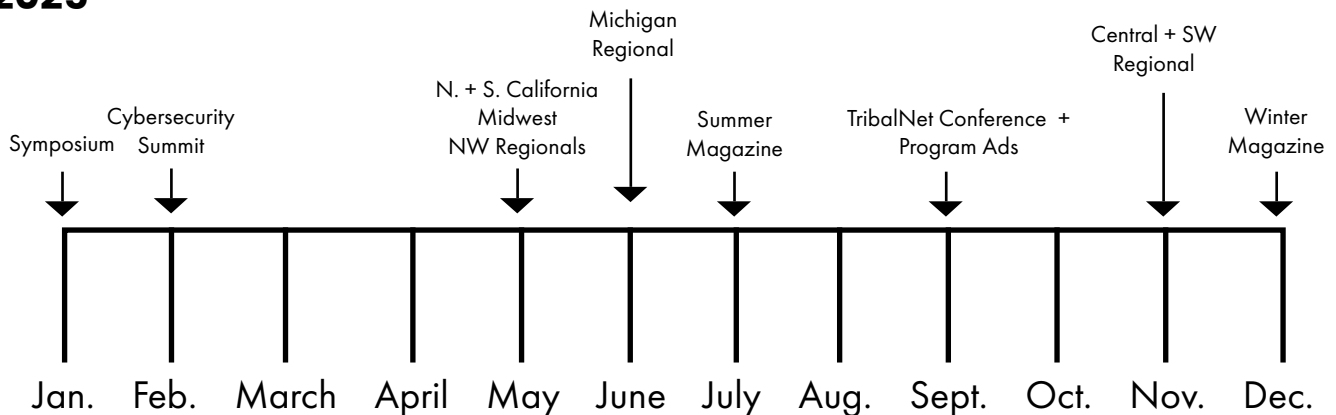 Michigan
Regional
Central + SW
Regional
N. + S. California
Midwest
NW Regionals
Cybersecurity
Summit
Symposium
Summer
Magazine
TribalNet Conference +
Program Ads
Winter
Magazine
Jan. Feb. March April May June July Aug. Sept. Oct. Nov. Dec.